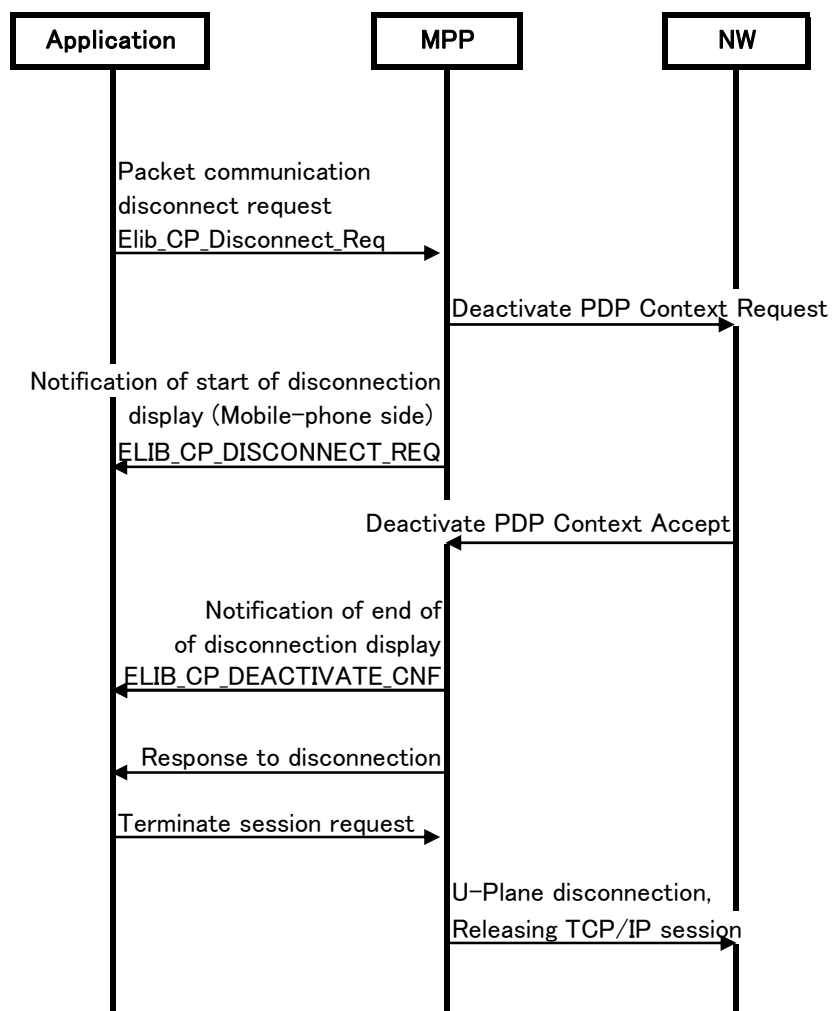 Application
MPP
NW
Packet communication
disconnect request
Elib_CP_Disconnect_Req
Deactivate PDP Context Request
Notification of start of disconnection
display (Mobile-phone side)
ELIB_CP_DISCONNECT_REQ
Deactivate PDP Context Accept
Notification of end of
of disconnection display
ELIB_CP_DEACTIVATE_CNF
Response to disconnection
Terminate session request
U-Plane disconnection,
Releasing TCP/IP session